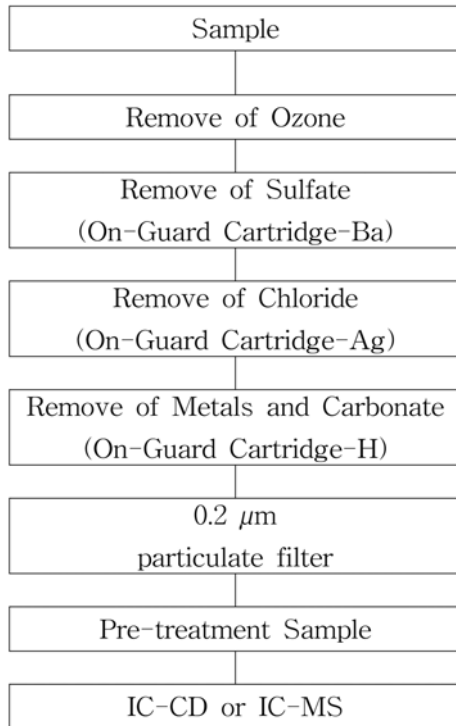 Sample
Remove of Ozone
Remove of Sulfate
(On-Guard Cartridge-Ba)
Remove of Chloride
(On-Guard Cartridge-Ag)
Remove of Metals and Carbonate
(On-Guard Cartridge-H)
0.2 μm
particulate filter
Pre-treatment Sample
IC-CD or IC-MS